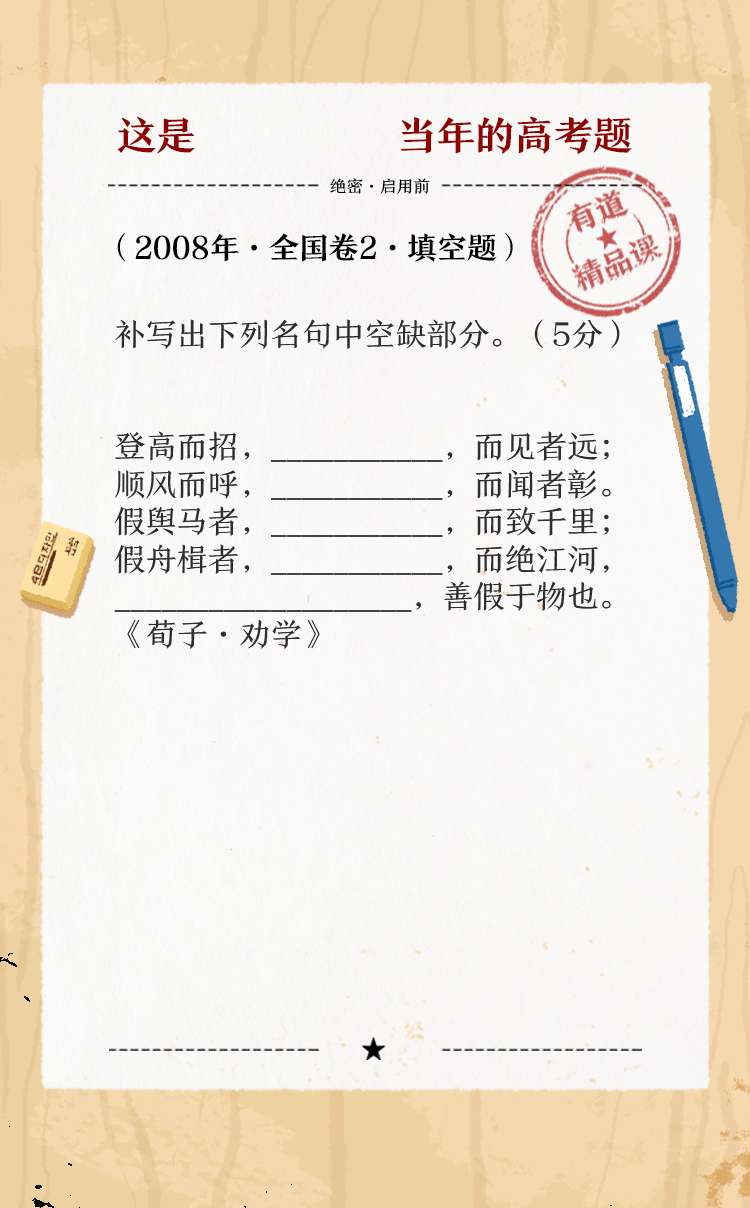 这是 当年的高考题
绝密·启用前
有道
精品课
(2008年·全国卷2·填空题)
补写出下列名句中空缺部分。(5分)
登高而招，___________，而见者远；
顺风而呼，___________，而闻者彰。
假舆马者，___________，而致千里；
假舟楫者，___________，而绝江河，
___________________，善假于物也。
《荀子·劝学》